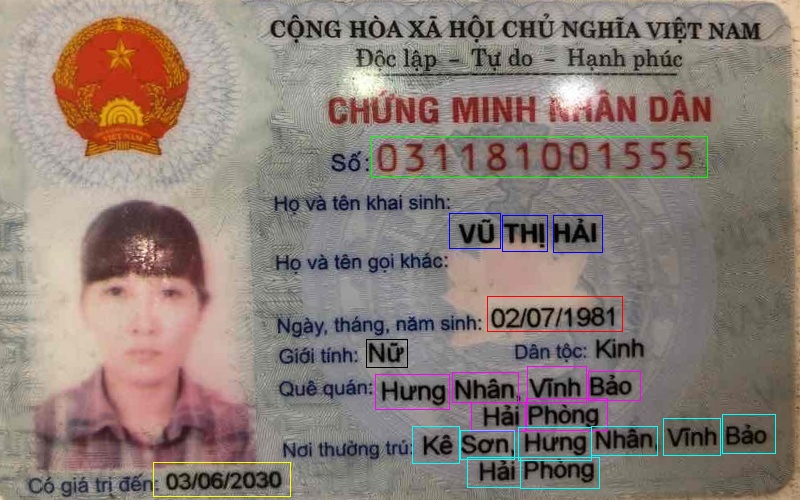 CỘNG HÒA XÃ HỘI CHỦ NGHĨA VIỆT NAM
Độc lập - Tự do - Hạnh phúc
CHỨNG MINH NHÂN DÂN
Số: 031181001555
Họ và tên khai sinh:
VŨ THỊ HẢI
Họ và tên gọi khác:
Ngày, tháng, năm sinh: 02/07/1981
Giới tính: Nữ Dân tộc: Kinh
Quê quán: Hưng Nhân, Vĩnh Bảo
Hải Phòng
Nơi thường trú: Kê Sơn, Hưng Nhân, Vĩnh Bảo
Hải Phòng
Có giá trị đến: 03/06/2030